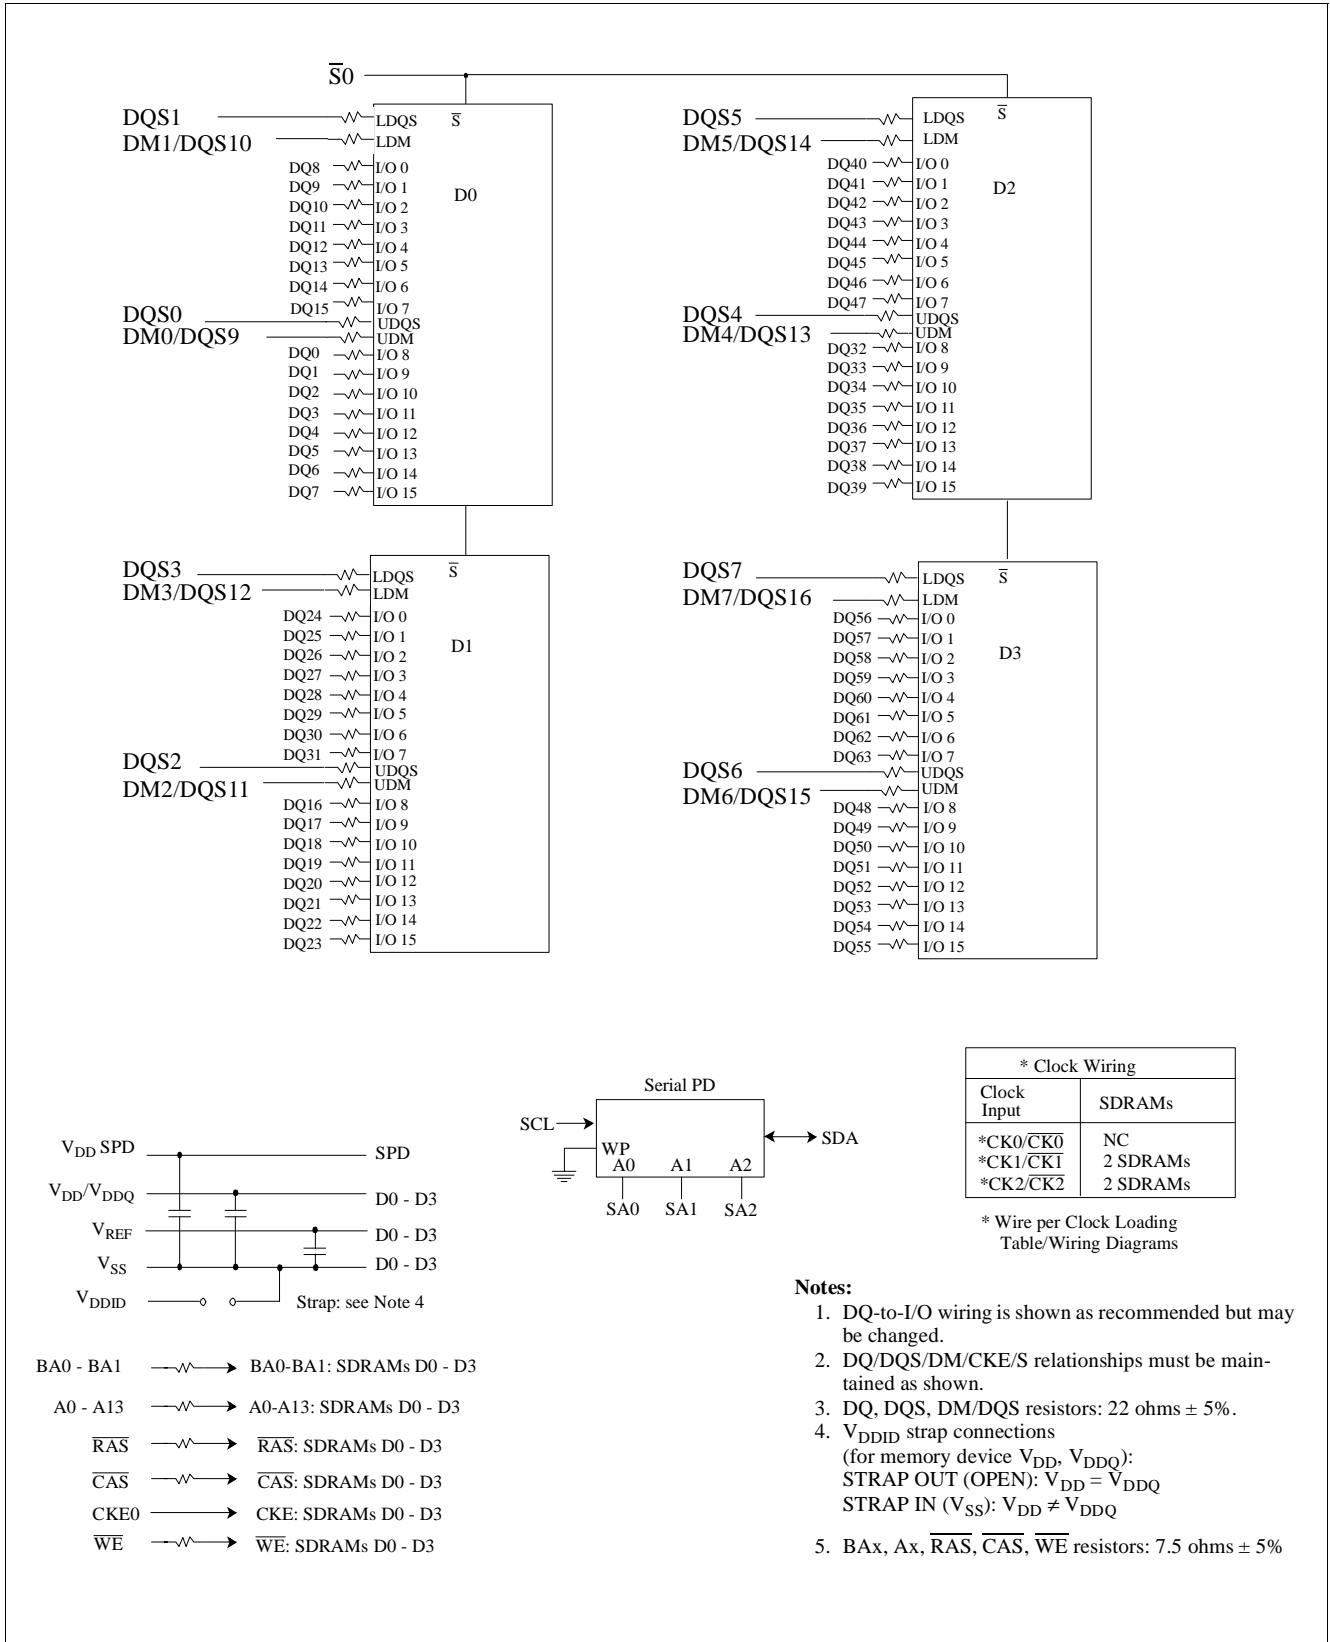 S̅0
DQS1
DM1/DQS10
LDQS
S̅
LDM
DQ8 I/O 0
DQ9 I/O 1
DQ10 I/O 2
DQ11 I/O 3
DQ12 I/O 4
DQ13 I/O 5
DQ14 I/O 6
DQ15 I/O 7
D0
DQS0
DM0/DQS9
UDQS
UDM
DQ0 I/O 8
DQ1 I/O 9
DQ2 I/O 10
DQ3 I/O 11
DQ4 I/O 12
DQ5 I/O 13
DQ6 I/O 14
DQ7 I/O 15
DQS5
DM5/DQS14
LDQS
S̅
LDM
DQ40 I/O 0
DQ41 I/O 1
DQ42 I/O 2
DQ43 I/O 3
DQ44 I/O 4
DQ45 I/O 5
DQ46 I/O 6
DQ47 I/O 7
D2
DQS4
DM4/DQS13
UDQS
UDM
DQ32 I/O 8
DQ33 I/O 9
DQ34 I/O 10
DQ35 I/O 11
DQ36 I/O 12
DQ37 I/O 13
DQ38 I/O 14
DQ39 I/O 15
DQS3
DM3/DQS12
LDQS
S̅
LDM
DQ24 I/O 0
DQ25 I/O 1
DQ26 I/O 2
DQ27 I/O 3
DQ28 I/O 4
DQ29 I/O 5
DQ30 I/O 6
DQ31 I/O 7
D1
DQS2
DM2/DQS11
UDQS
UDM
DQ16 I/O 8
DQ17 I/O 9
DQ18 I/O 10
DQ19 I/O 11
DQ20 I/O 12
DQ21 I/O 13
DQ22 I/O 14
DQ23 I/O 15
DQS7
DM7/DQS16
LDQS
S̅
LDM
DQ56 I/O 0
DQ57 I/O 1
DQ58 I/O 2
DQ59 I/O 3
DQ60 I/O 4
DQ61 I/O 5
DQ62 I/O 6
DQ63 I/O 7
D3
DQS6
DM6/DQS15
UDQS
UDM
DQ48 I/O 8
DQ49 I/O 9
DQ50 I/O 10
DQ51 I/O 11
DQ52 I/O 12
DQ53 I/O 13
DQ54 I/O 14
DQ55 I/O 15
Serial PD
SCL
WP
SDA
A0 A1 A2
SA0 SA1 SA2
* Clock Wiring
Clock Input SDRAMs
*CK0/C̅K̅0̅ NC
*CK1/C̅K̅1̅ 2 SDRAMs
*CK2/C̅K̅2̅ 2 SDRAMs
* Wire per Clock Loading
Table/Wiring Diagrams
VDD SPD SPD
VDD/VDDQ D0 - D3
VREF D0 - D3
VSS D0 - D3
VDDID Strap: see Note 4
BA0 - BA1 BA0-BA1: SDRAMs D0 - D3
A0 - A13 A0-A13: SDRAMs D0 - D3
R̅A̅S̅ R̅A̅S̅: SDRAMs D0 - D3
C̅A̅S̅ C̅A̅S̅: SDRAMs D0 - D3
CKE0 CKE: SDRAMs D0 - D3
W̅E̅ W̅E̅: SDRAMs D0 - D3
Notes:
1. DQ-to-I/O wiring is shown as recommended but may
be changed.
2. DQ/DQS/DM/CKE/S relationships must be main-
tained as shown.
3. DQ, DQS, DM/DQS resistors: 22 ohms ± 5%.
4. VDDID strap connections
(for memory device VDD, VDDQ):
STRAP OUT (OPEN): VDD = VDDQ
STRAP IN (VSS): VDD ≠ VDDQ
5. BAx, Ax, R̅A̅S̅, C̅A̅S̅, W̅E̅ resistors: 7.5 ohms ± 5%